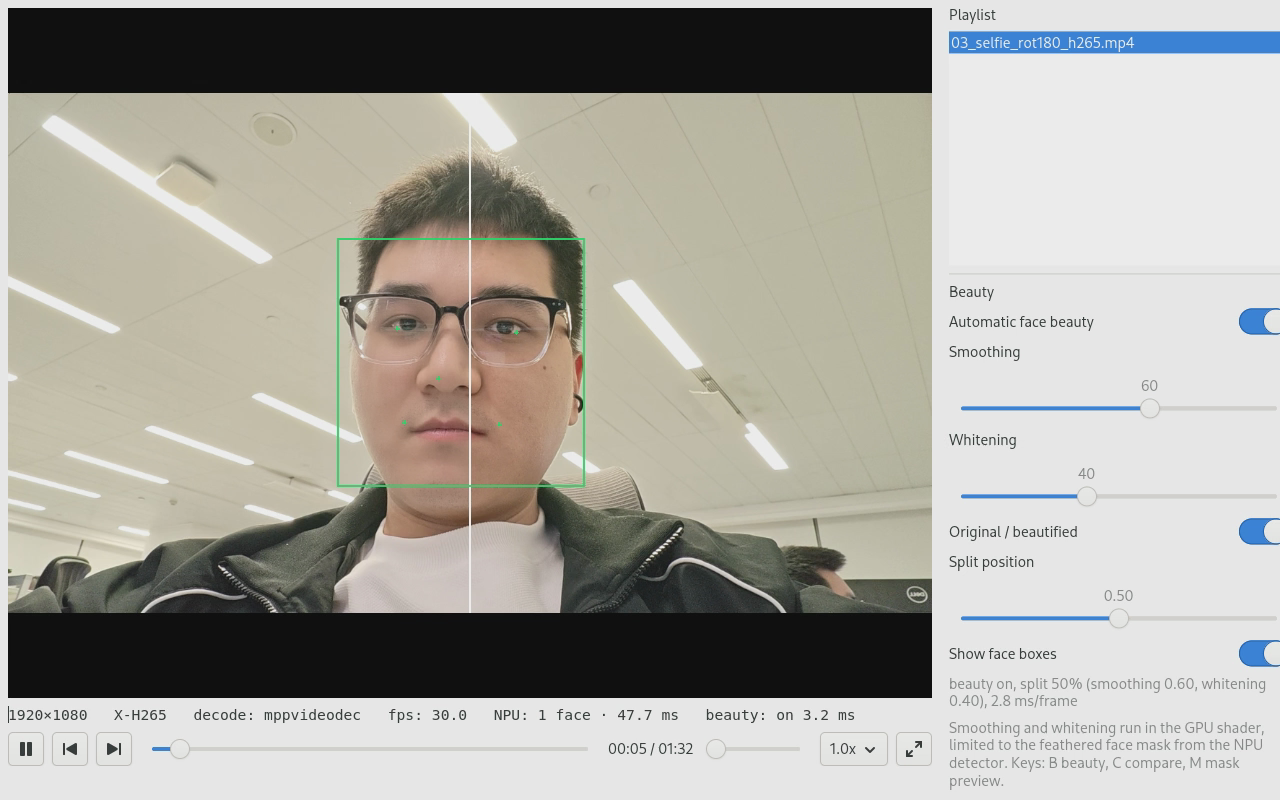 Playlist
03_selfie_rot180_h265.mp4
Beauty
Automatic face beauty
Smoothing
60
Whitening
40
Original / beautified
Split position
0.50
Show face boxes
beauty on, split 50% (smoothing 0.60, whitening
0.40), 2.8 ms/frame
Smoothing and whitening run in the GPU shader,
limited to the feathered face mask from the NPU
detector. Keys: B beauty, C compare, M mask
preview.
1920×1080 X-H265 decode: mppvideodec fps: 30.0 NPU: 1 face · 47.7 ms beauty: on 3.2 ms
00:05 / 01:32
1.0x